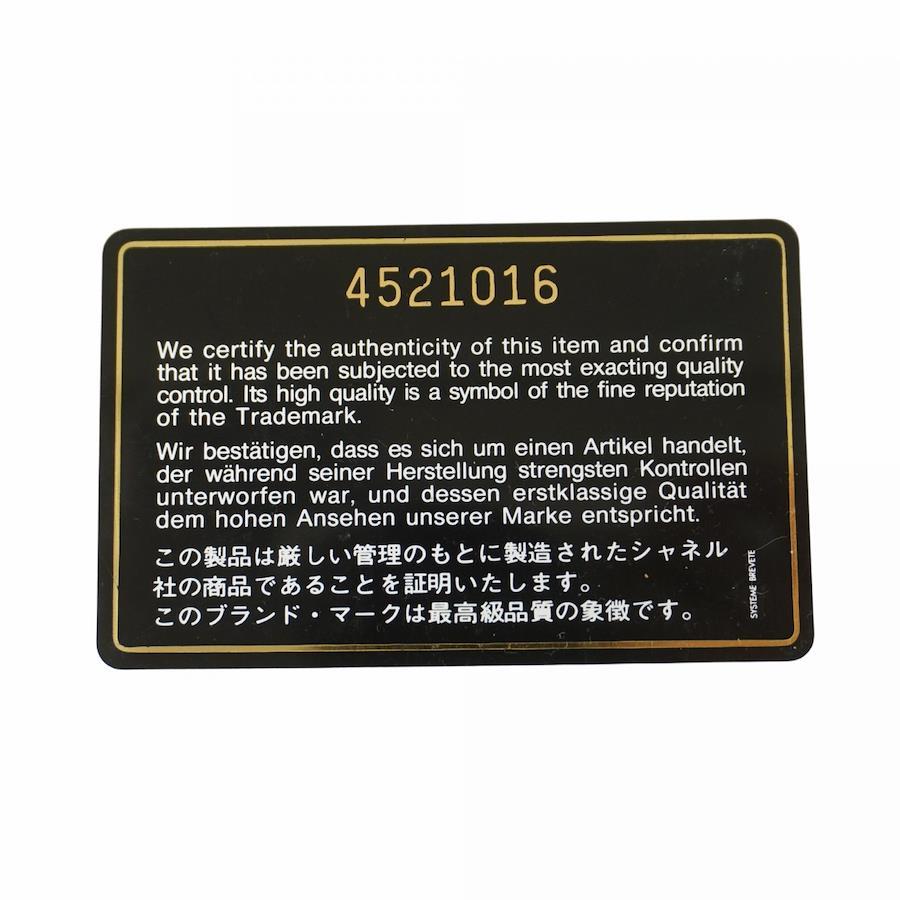 4521016
We certify the authenticity of this item and confirm
that it has been subjected to the most exacting quality
control. Its high quality is a symbol of the fine reputation
of the Trademark.
Wir bestätigen, dass es sich um einen Artikel handelt,
der während seiner Herstellung strengsten Kontrollen
unterworfen war, und dessen erstklassige Qualität
dem hohen Ansehen unserer Marke entspricht.
この製品は厳しい管理のもとに製造されたシャネル
社の商品であることを証明いたします。
このブランド・マークは最高級品質の象徴です。
SYSTEME BREVETE